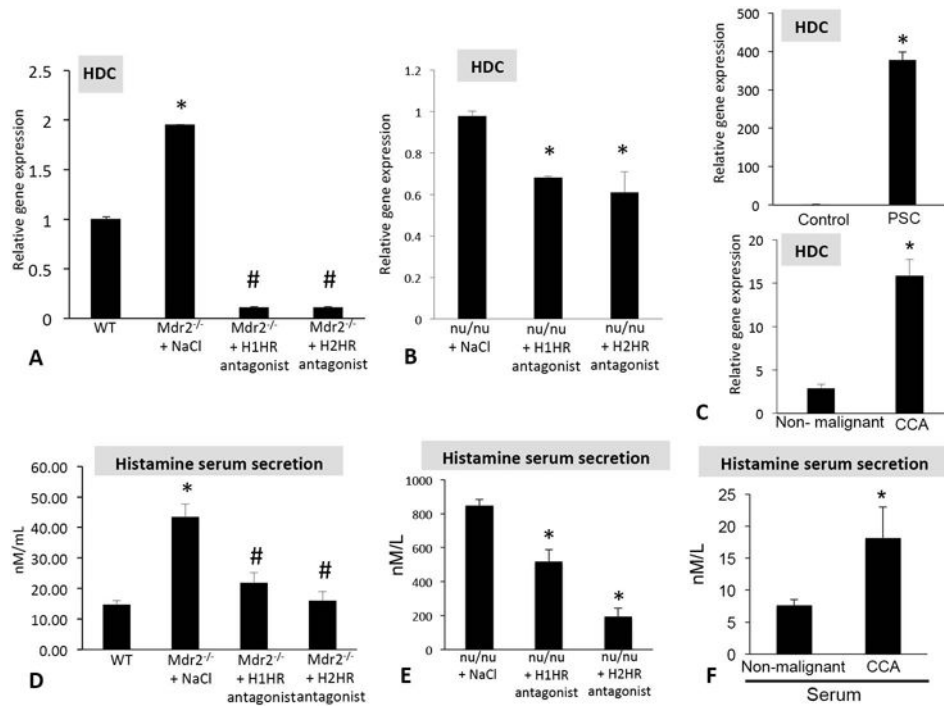 HDC
Relative gene expression
2.5
2
1.5
1
0.5
0
*
#
#
WT
Mdr2-/-
+ NaCl
Mdr2-/-
+ H1HR
antagonist
Mdr2-/-
+ H2HR
antagonist
A
HDC
Relative gene expression
1.2
1
0.8
0.6
0.4
0.2
0
*
*
nu/nu
+ NaCl
nu/nu
+ H1HR
antagonist
nu/nu
+ H2HR
antagonist
B
HDC
Relative gene expression
500
400
300
200
100
0
*
Control
PSC
HDC
Relative gene expression
20
15
10
5
0
*
Non- malignant
CCA
C
Histamine serum secretion
nM/mL
60.00
50.00
40.00
30.00
20.00
10.00
0.00
*
#
#
WT
Mdr2-/-
+ NaCl
Mdr2-/-
+ H1HR
antagonist
Mdr2-/-
+ H2HR
antagonist
D
Histamine serum secretion
nM/L
1000
800
600
400
200
0
*
*
nu/nu
+ NaCl
nu/nu
+ H1HR
antagonist
nu/nu
+ H2HR
antagonist
E
Histamine serum secretion
nM/L
25
20
15
10
5
0
*
Non-malignant
CCA
Serum
F